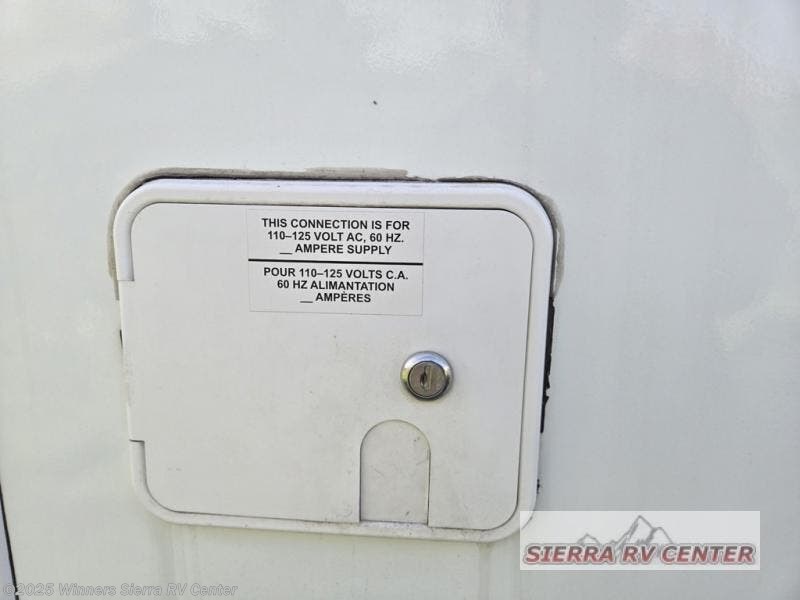 THIS CONNECTION IS FOR
110–125 VOLT AC, 60 HZ.
__ AMPERE SUPPLY
POUR 110–125 VOLTS C.A.
60 HZ ALIMANTATION
__ AMPÈRES
SIERRA RV CENTER
©2025 Winners Sierra RV Center